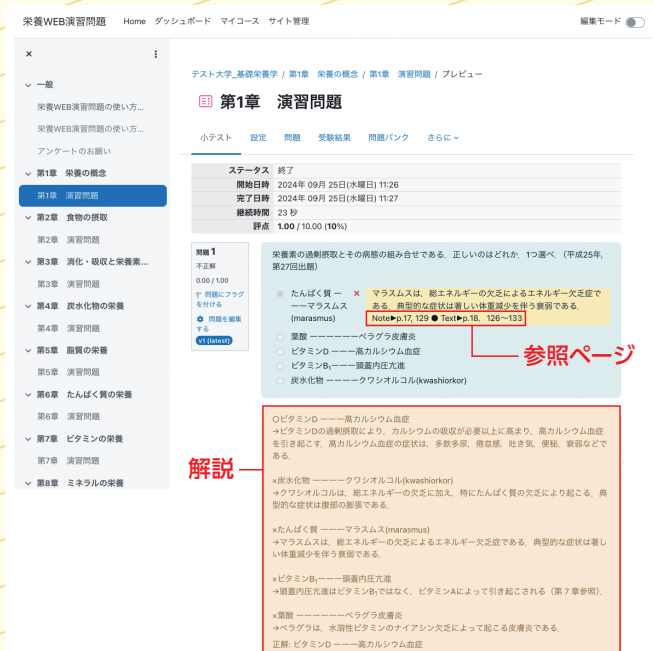 栄養WEB演習問題 Home ダッシュボード マイコース サイト管理 編集モード
×
一般
栄養WEB演習問題の使い方...
栄養WEB演習問題の使い方...
アンケートのお願い
第1章 栄養の概念
第1章 演習問題
第2章 食物の摂取
第2章 演習問題
第3章 消化・吸収と栄養素...
第3章 演習問題
第4章 炭水化物の栄養
第4章 演習問題
第5章 脂質の栄養
第5章 演習問題
第6章 たんぱく質の栄養
第6章 演習問題
第7章 ビタミンの栄養
第7章 演習問題
第8章 ミネラルの栄養
テスト大学_基礎栄養学 / 第1章 栄養の概念 / 第1章 演習問題 / プレビュー
第1章 演習問題
小テスト 設定 問題 受験結果 問題バンク さらに
ステータス 終了
開始日時 2024年 09月 25日(水曜日) 11:26
完了日時 2024年 09月 25日(水曜日) 11:27
継続時間 23 秒
評点 1.00 / 10.00 (10%)
問題 1
不正解
0.00 / 1.00
問題にフラグ
を付ける
問題を編集
する
v1 (latest)
栄養素の過剰摂取とその病態の組み合せである．正しいのはどれか．1つ選べ．（平成25年，
第27回出題）
たんぱく質 ー
ーーマラスムス
(marasmus)
× マラスムスは，総エネルギーの欠乏によるエネルギー欠乏症で
ある．典型的な症状は著しい体重減少を伴う衰弱である．
Note▶p.17, 129 ● Text▶p.18，126〜133
葉酸 ーーーーーーペラグラ皮膚炎
ビタミンD ーーー高カルシウム血症
ビタミンB₁ーーー頭蓋内圧亢進
炭水化物 ーーーークワシオルコル(kwashiorkor)
参照ページ
解説
〇ビタミンD ーーー高カルシウム血症
→ビタミンDの過剰摂取により，カルシウムの吸収が必要以上に高まり，高カルシウム血症
を引き起こす．高カルシウム血症の症状は，多飲多尿，倦怠感，吐き気，便秘，衰弱などで
ある．
×炭水化物 ーーーークワシオルコル(kwashiorkor)
→クワシオルコルは，総エネルギーの欠乏に加え，特にたんぱく質の欠乏により起こる．典
型的な症状は腹部の膨張である．
×たんぱく質 ーーーマラスムス(marasmus)
→マラスムスは，総エネルギーの欠乏によるエネルギー欠乏症である．典型的な症状は著し
い体重減少を伴う衰弱である．
×ビタミンB₁ーーー頭蓋内圧亢進
→頭蓋内圧亢進はビタミンB₁ではなく，ビタミンAによって引き起こされる（第７章参照）．
×葉酸 ーーーーーーペラグラ皮膚炎
→ペラグラは，水溶性ビタミンのナイアシン欠乏によって起こる皮膚炎である．
正解: ビタミンD ーーー高カルシウム血症